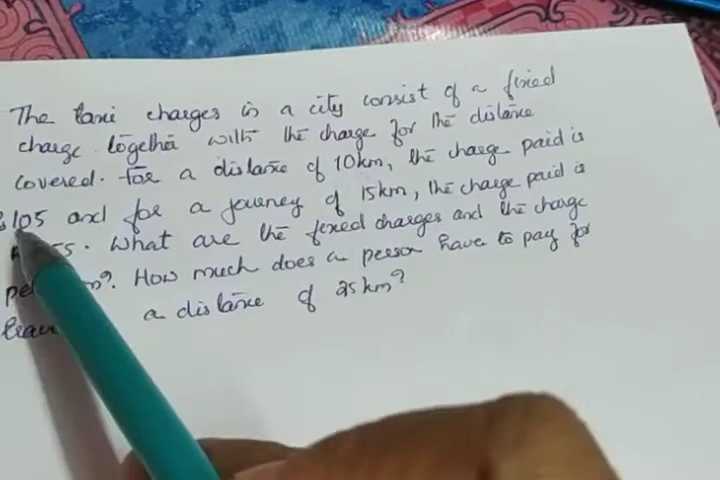 The taxi charges in a city consist of a fixed
charge together with the charge for the distance
covered. For a distance of 10km, the charge paid is
105 and for a journey of 15km, the charge paid is
. What are the fixed charges and the charge
? How much does a person have to pay for
a distance of 25km?